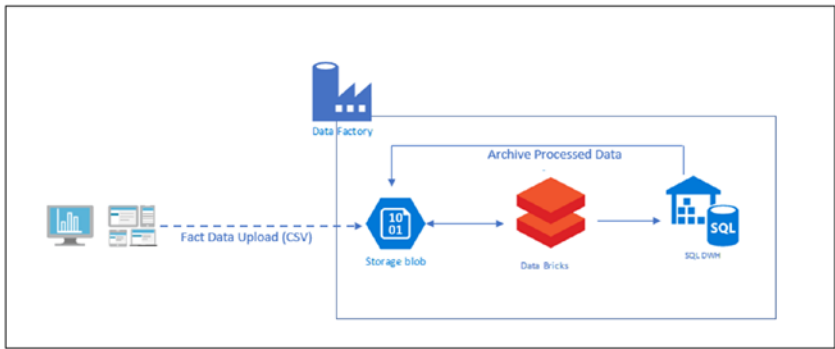 Data Factory
Archive Processed Data
10
01
Fact Data Upload (CSV)
Storage blob
Data Bricks
SQL
SQL DWH